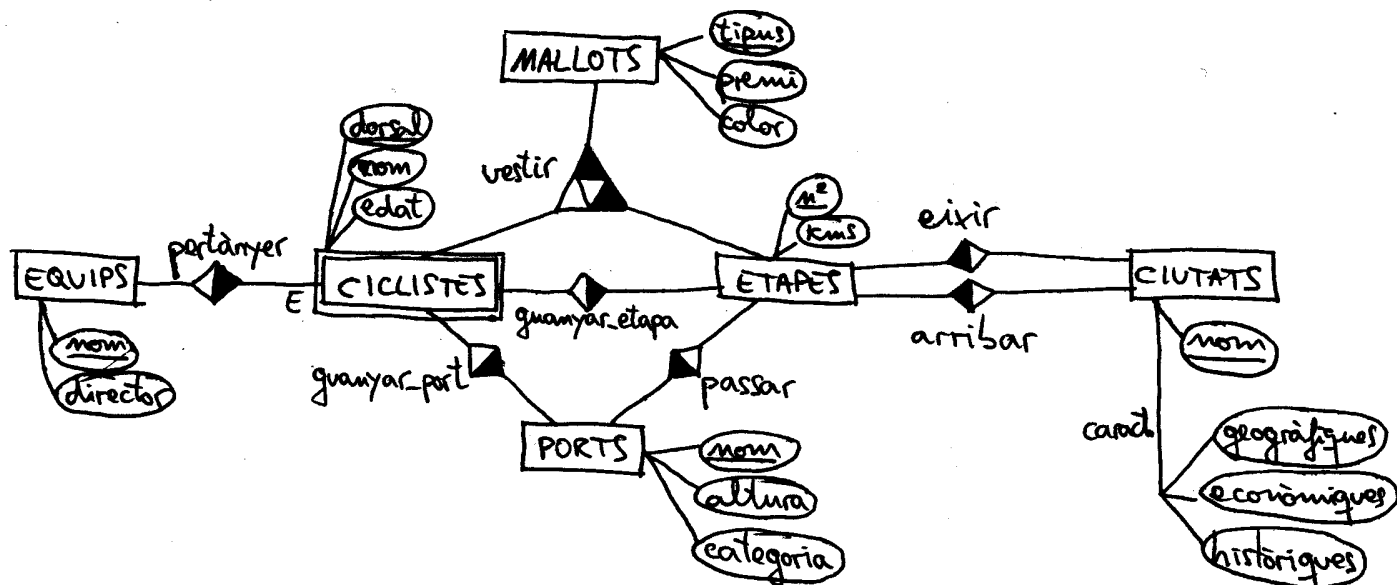 MALLOTS
tipus
premi
color
vestir
dorsal
nom
edat
pertànyer
EQUIPS
nom
director
E
CICLISTES
guanyar_etapa
nº
kms
ETAPES
eixir
arribar
CIUTATS
nom
caract.
geogràfiques
econòmiques
històriques
guanyar_port
passar
PORTS
nom
altura
categoria